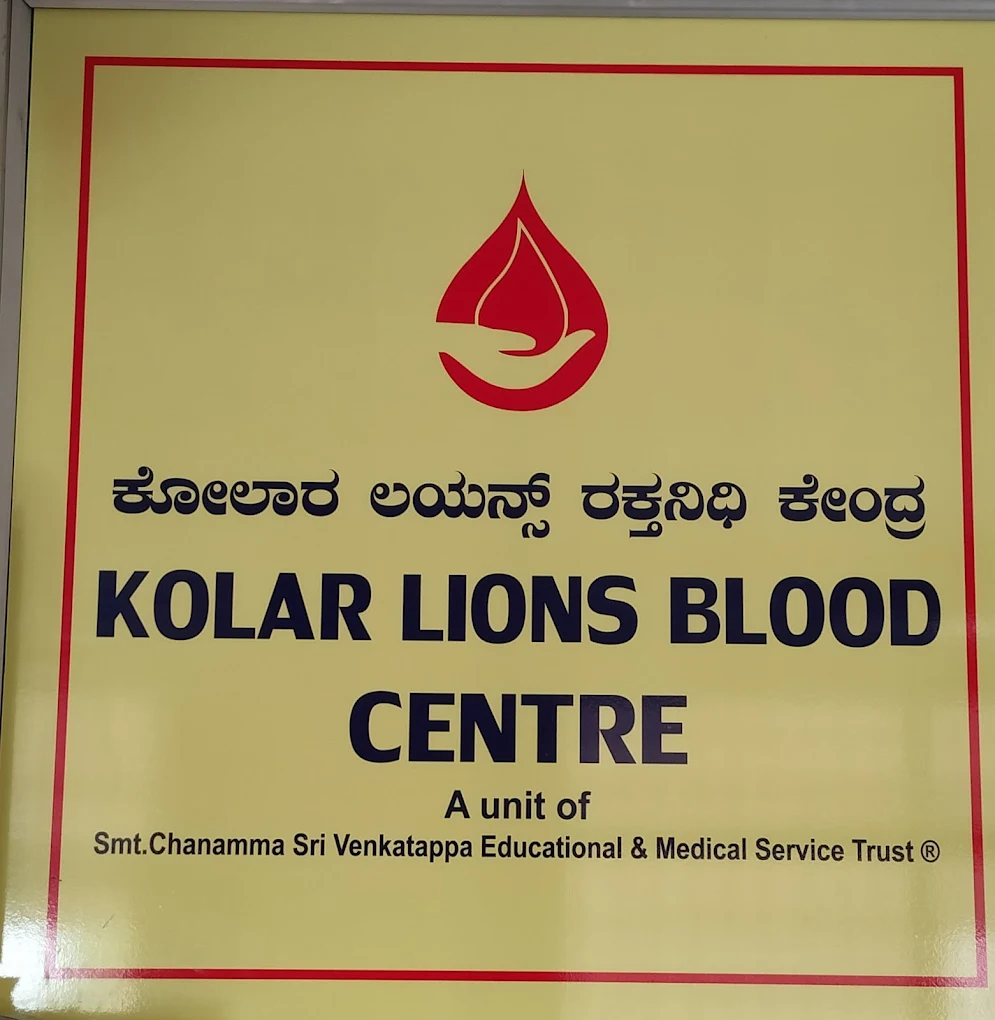 ಕೋಲಾರ ಲಯನ್ಸ್ ರಕ್ತನಿಧಿ ಕೇಂದ್ರ
KOLAR LIONS BLOOD
CENTRE
A unit of
Smt.Chanamma Sri Venkatappa Educational & Medical Service Trust ®